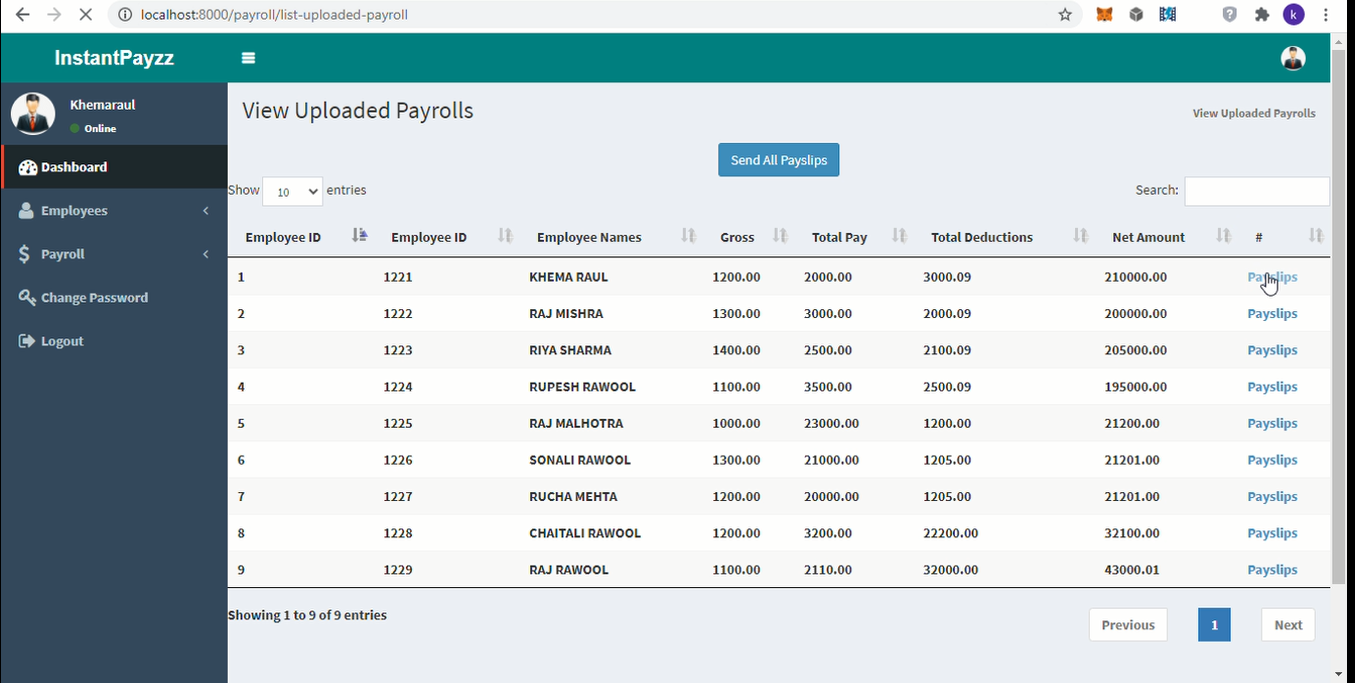 localhost:8000/payroll/list-uploaded-payroll
k
InstantPayzz
Khemaraul
Online
Dashboard
Employees
Payroll
Change Password
Logout
View Uploaded Payrolls
View Uploaded Payrolls
Send All Payslips
Show 10 entries
Search:
Employee ID Employee ID Employee Names Gross Total Pay Total Deductions Net Amount #
1 1221 KHEMA RAUL 1200.00 2000.00 3000.09 210000.00 Payslips
2 1222 RAJ MISHRA 1300.00 3000.00 2000.09 200000.00 Payslips
3 1223 RIYA SHARMA 1400.00 2500.00 2100.09 205000.00 Payslips
4 1224 RUPESH RAWOOL 1100.00 3500.00 2500.09 195000.00 Payslips
5 1225 RAJ MALHOTRA 1000.00 23000.00 1200.00 21200.00 Payslips
6 1226 SONALI RAWOOL 1300.00 21000.00 1205.00 21201.00 Payslips
7 1227 RUCHA MEHTA 1200.00 20000.00 1205.00 21201.00 Payslips
8 1228 CHAITALI RAWOOL 1200.00 3200.00 22200.00 32100.00 Payslips
9 1229 RAJ RAWOOL 1100.00 2110.00 32000.00 43000.01 Payslips
Showing 1 to 9 of 9 entries
Previous 1 Next